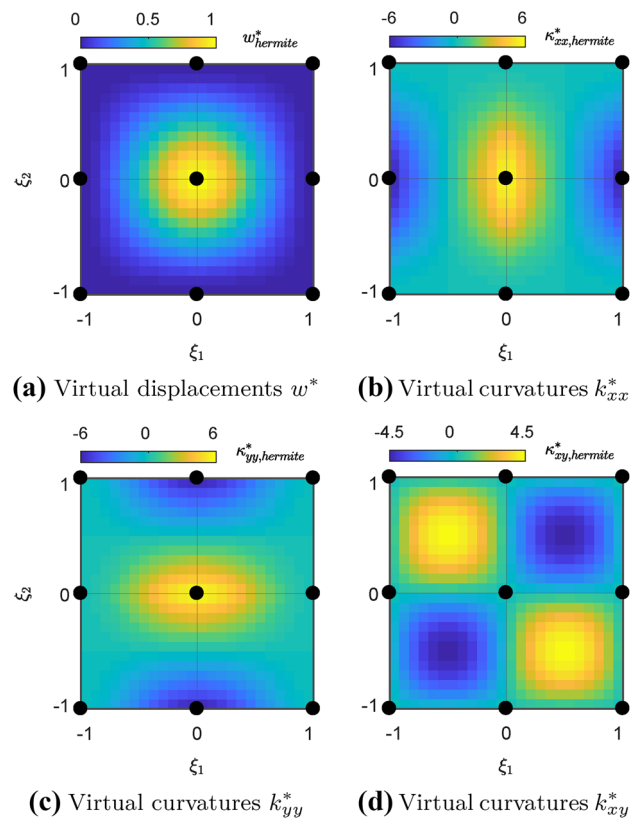 0 0.5 1 w*hermite
-6 0 6 κ*xx,hermite
1 0 -1 ξ2
-1 0 1
ξ1
1 0 -1
-1 0 1
ξ1
(a) Virtual displacements w*
(b) Virtual curvatures k*xx
-6 0 6 κ*yy,hermite
-4.5 0 4.5 κ*xy,hermite
1 0 -1 ξ2
-1 0 1
ξ1
1 0 -1
-1 0 1
ξ1
(c) Virtual curvatures k*yy
(d) Virtual curvatures k*xy